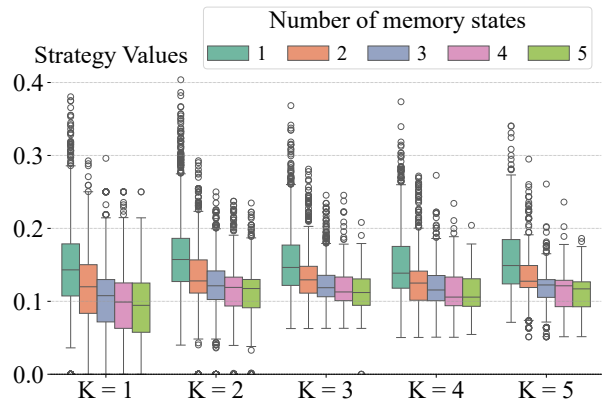 Number of memory states
1 2 3 4 5
Strategy Values
0.4
0.3
0.2
0.1
0.0
K = 1 K = 2 K = 3 K = 4 K = 5